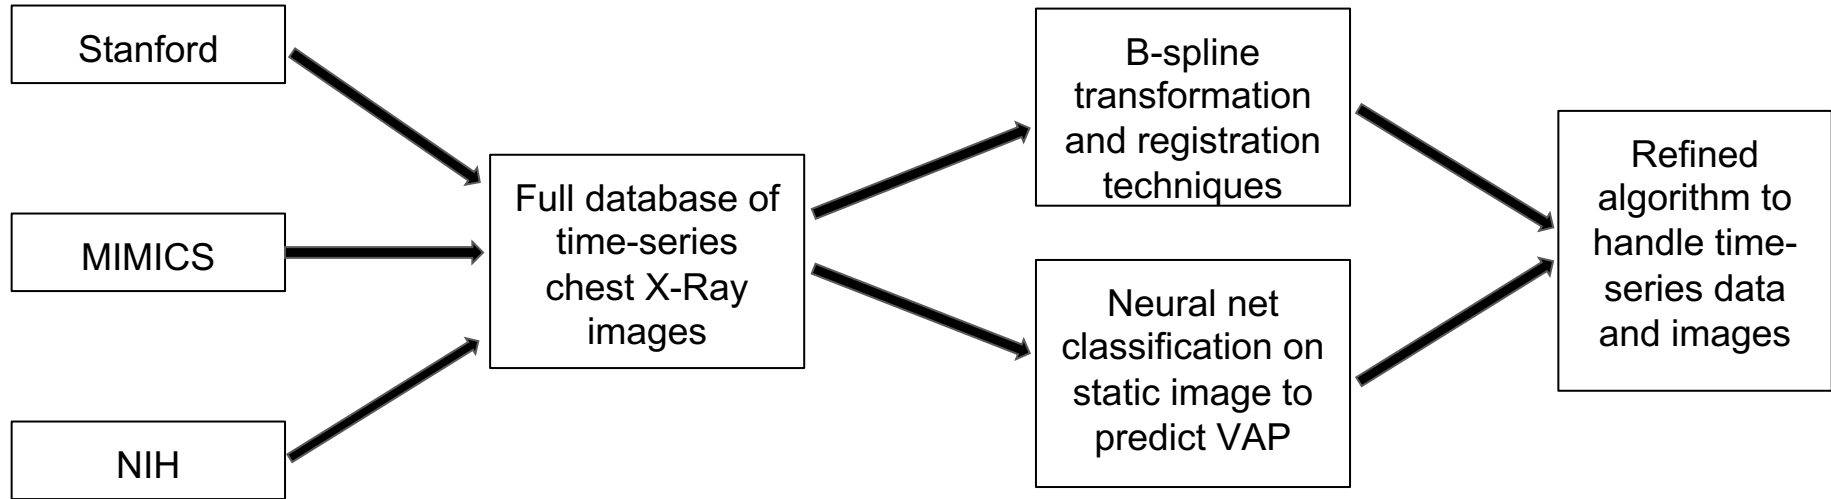 Stanford
MIMICS
NIH
Full database of
time-series
chest X-Ray
images
B-spline
transformation
and registration
techniques
Neural net
classification on
static image to
predict VAP
Refined
algorithm to
handle time-
series data
and images